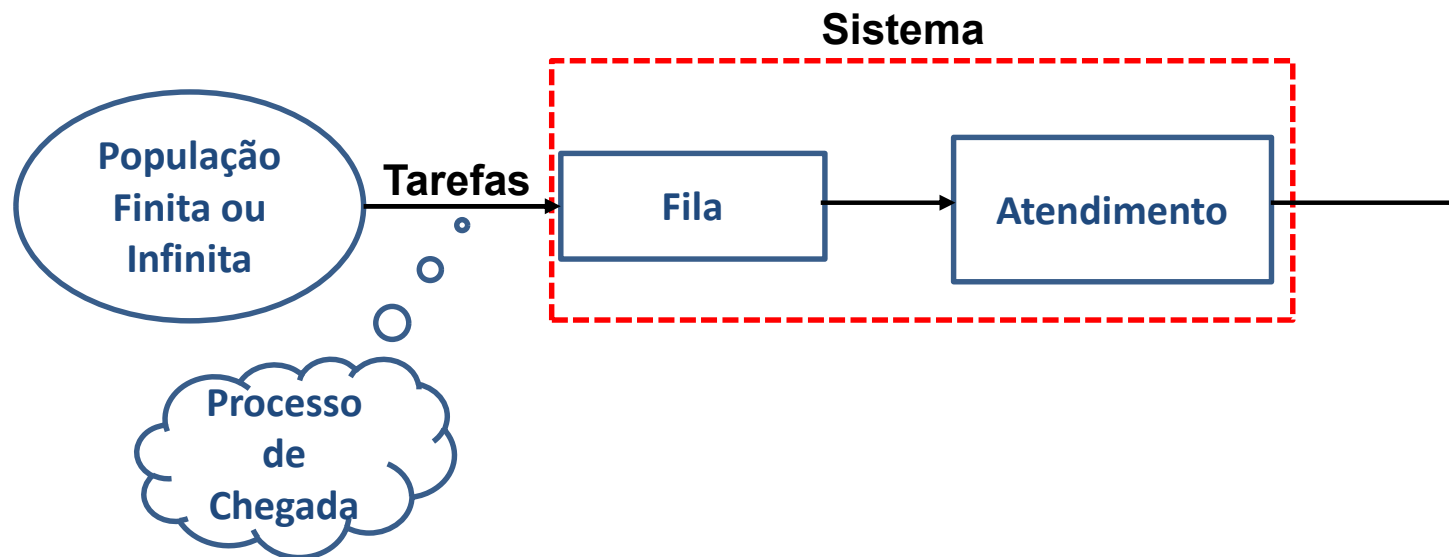 Sistema
População
Finita ou
Infinita
Tarefas
Fila
Atendimento
Processo
de
Chegada